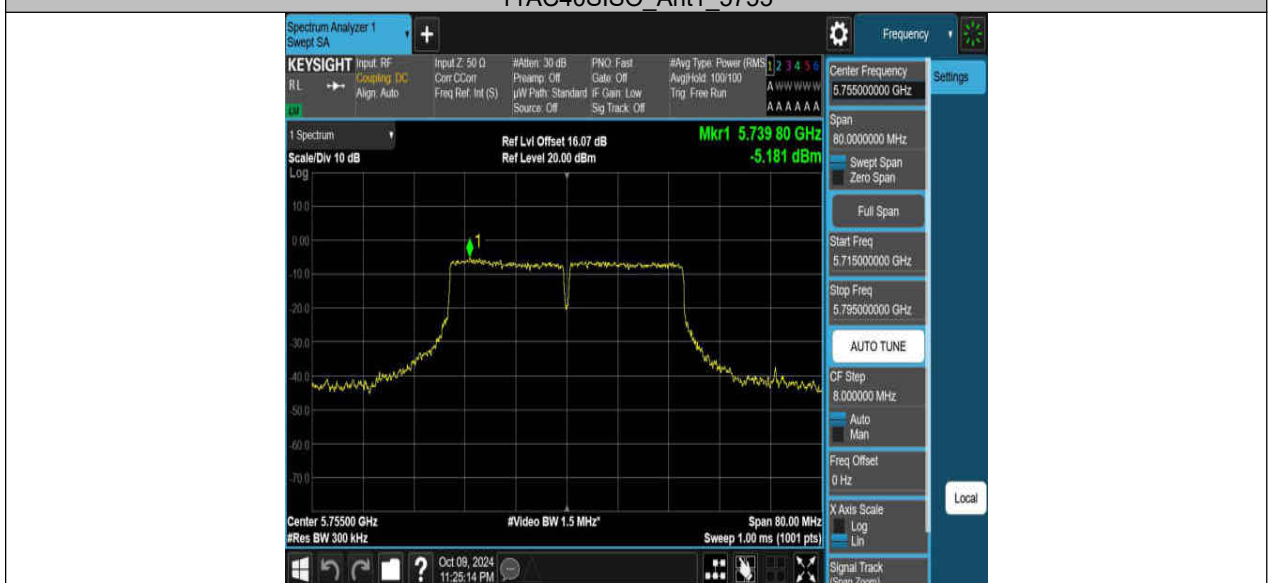 11AC40SISO_Ant1_5755
Spectrum Analyzer 1
Swept SA
+
Frequency
KEYSIGHT
RL
Input: RF
Coupling: DC
Align: Auto
Input Z: 50 Ω
Corr CCorr
Freq Ref: Int (S)
#Atten: 30 dB
Preamp: Off
µW Path: Standard
Source: Off
PNO: Fast
Gate: Off
IF Gain: Low
Sig Track: Off
#Avg Type: Power (RMS
Avg|Hold: 100/100
Trig: Free Run
1 2 3 4 5 6
A W W W W W
A A A A A A
1 Spectrum
Scale/Div 10 dB
Log
Ref Lvl Offset 16.07 dB
Ref Level 20.00 dBm
Mkr1 5.739 80 GHz
-5.181 dBm
10.0
0.00
-10.0
-20.0
-30.0
-40.0
-50.0
-60.0
-70.0
1
Center 5.75500 GHz
#Res BW 300 kHz
#Video BW 1.5 MHz*
Span 80.00 MHz
Sweep 1.00 ms (1001 pts)
?
Oct 09, 2024
11:25:14 PM
Center Frequency
5.755000000 GHz
Settings
Span
80.0000000 MHz
Swept Span
Zero Span
Full Span
Start Freq
5.715000000 GHz
Stop Freq
5.795000000 GHz
AUTO TUNE
CF Step
8.000000 MHz
Auto
Man
Freq Offset
0 Hz
X Axis Scale
Log
Lin
Local
Signal Track
(Span Zoom)